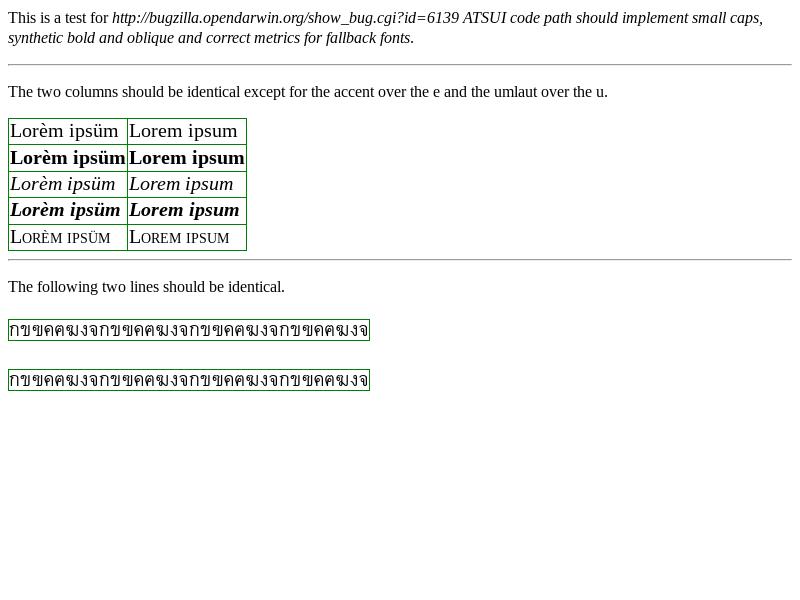 This is a test for http://bugzilla.opendarwin.org/show_bug.cgi?id=6139 ATSUI code path should implement small caps,
synthetic bold and oblique and correct metrics for fallback fonts.
The two columns should be identical except for the accent over the e and the umlaut over the u.
Lorèm ipsüm Lorem ipsum
Lorèm ipsüm Lorem ipsum
Lorèm ipsüm Lorem ipsum
Lorèm ipsüm Lorem ipsum
Lorèm ipsüm Lorem ipsum
The following two lines should be identical.
กขฃคฅฆงจกขฃคฅฆงจกขฃคฅฆงจกขฃคฅฆงจ
กขฃคฅฆงจกขฃคฅฆงจกขฃคฅฆงจกขฃคฅฆงจ